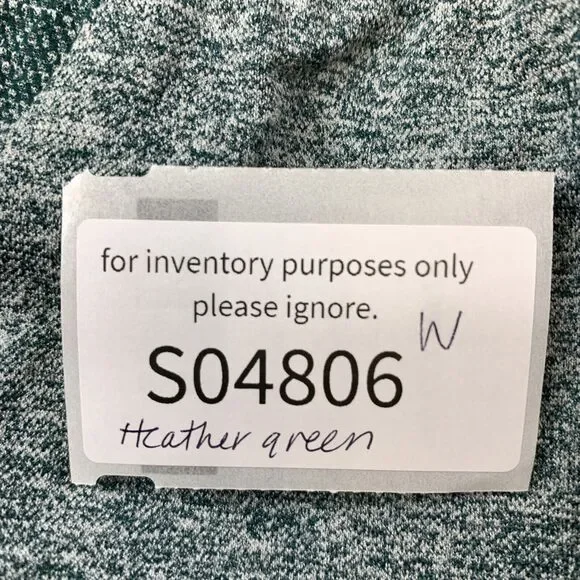 for inventory purposes only
please ignore.
W
S04806
Heather green